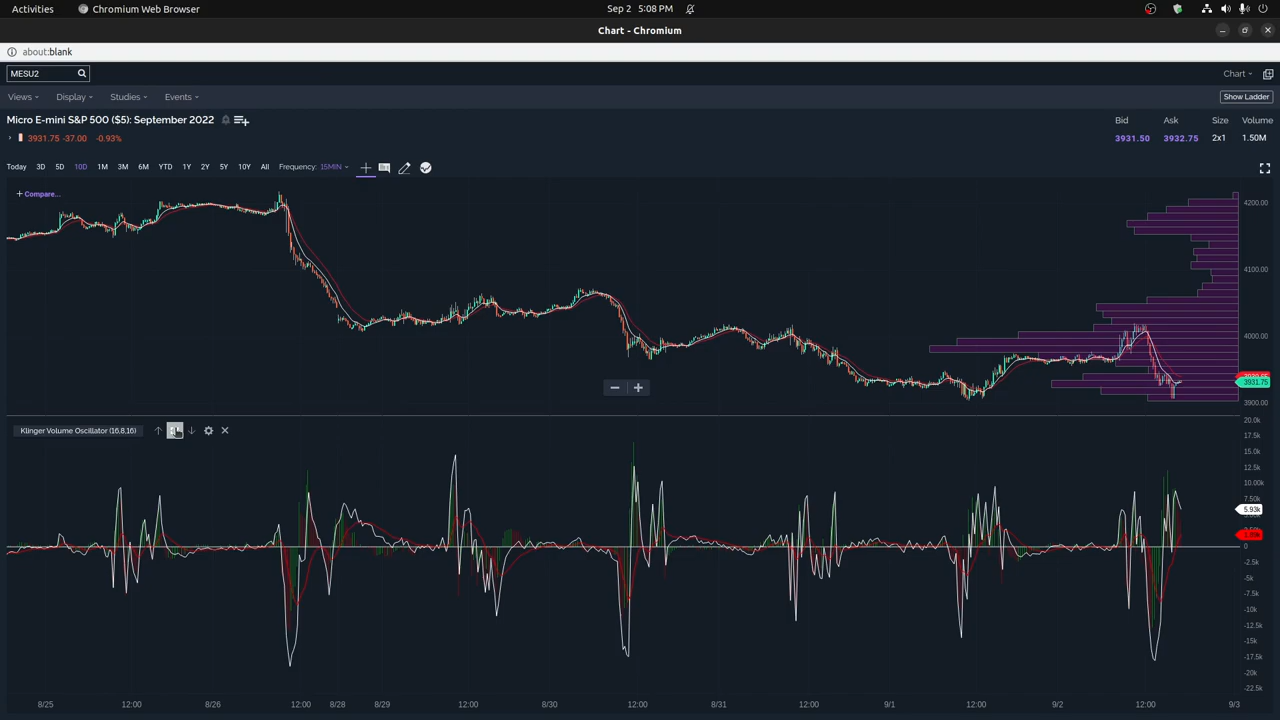 Activities
Chromium Web Browser
Sep 2 5:08 PM
Chart - Chromium
about:blank
MESU2
Chart
Views
Display
Studies
Events
Show Ladder
Micro E-mini S&P 500 ($5): September 2022
Bid
Ask
Size
Volume
3931.75 -37.00 -0.93%
3931.50
3932.75
2x1
1.50M
Today 3D 5D 10D 1M 3M 6M YTD 1Y 2Y 5Y 10Y All Frequency: 15MIN
Compare...
4200.00
4100.00
4000.00
3931.75
3900.00
Klinger Volume Oscillator (16,8,16)
20.0k
17.5k
15k
12.5k
10.00k
7.50k
5.93k
0
-2.5k
-5k
-7.5k
-10k
-12.5k
-15k
-17.5k
-20k
-22.5k
8/25 12:00 8/26 12:00 8/28 8/29 12:00 8/30 12:00 8/31 12:00 9/1 12:00 9/2 12:00 9/3